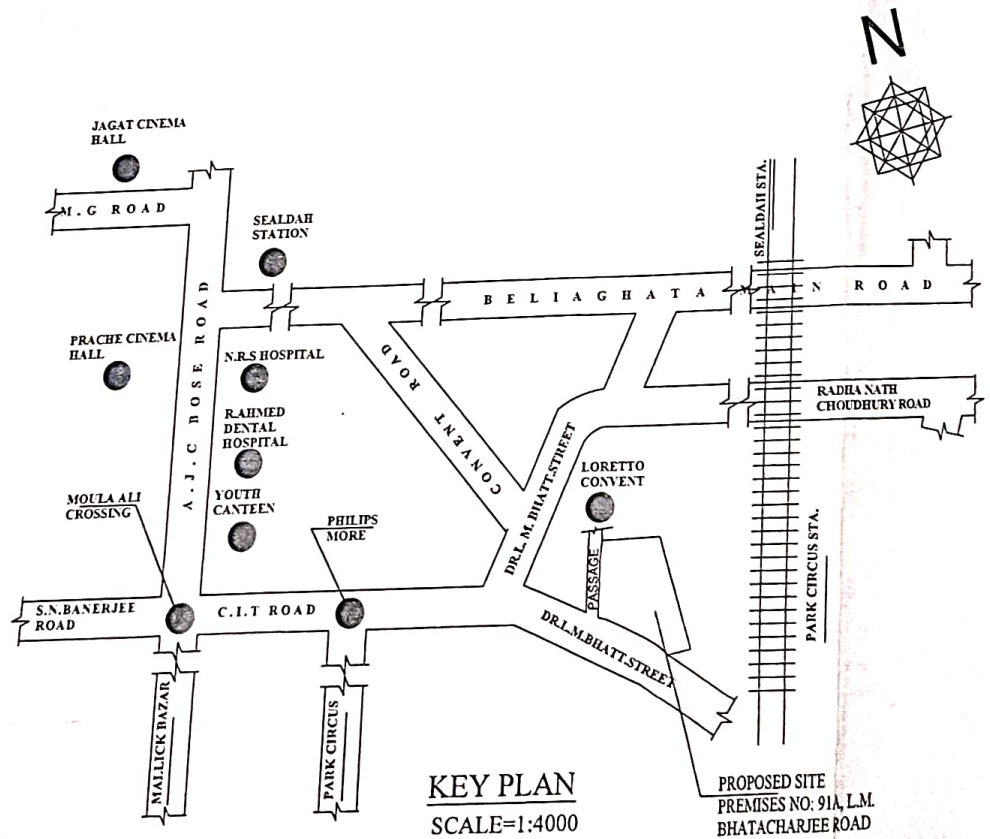 N
JAGAT CINEMA
HALL
M.G ROAD
SEALDAH
STATION
SEALDAH STA.
BELIAGHATA MAIN ROAD
A.J.C BOSE ROAD
PRACHE CINEMA
HALL
N.R.S HOSPITAL
CONVENT ROAD
RADHA NATH
CHOUDHURY ROAD
R.AHMED
DENTAL
HOSPITAL
DR.L. M. BHATT.STREET
LORETTO
CONVENT
MOULA ALI
CROSSING
YOUTH
CANTEEN
PHILIPS
MORE
PASSAGE
PARK CIRCUS STA.
S.N.BANERJEE
ROAD
C.I.T ROAD
DR.L.M.BHATT.STREET
MALLICK BAZAR
PARK CIRCUS
KEY PLAN
SCALE=1:4000
PROPOSED SITE
PREMISES NO: 91A, L.M.
BHATACHARJEE ROAD